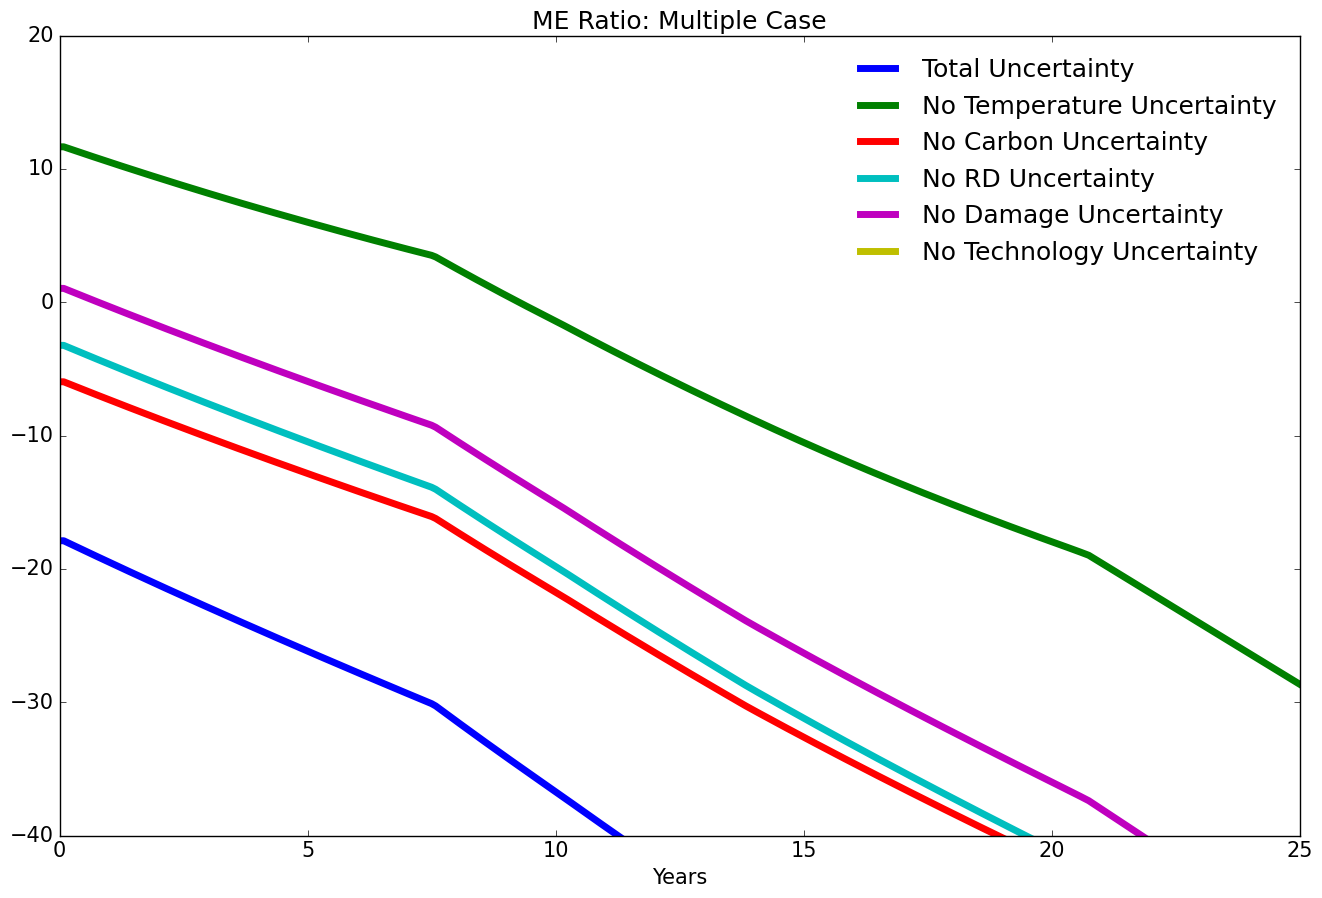 ME Ratio: Multiple Case
20
10
0
−10
−20
−30
−40
Total Uncertainty
No Temperature Uncertainty
No Carbon Uncertainty
No RD Uncertainty
No Damage Uncertainty
No Technology Uncertainty
0 5 10 15 20 25
Years